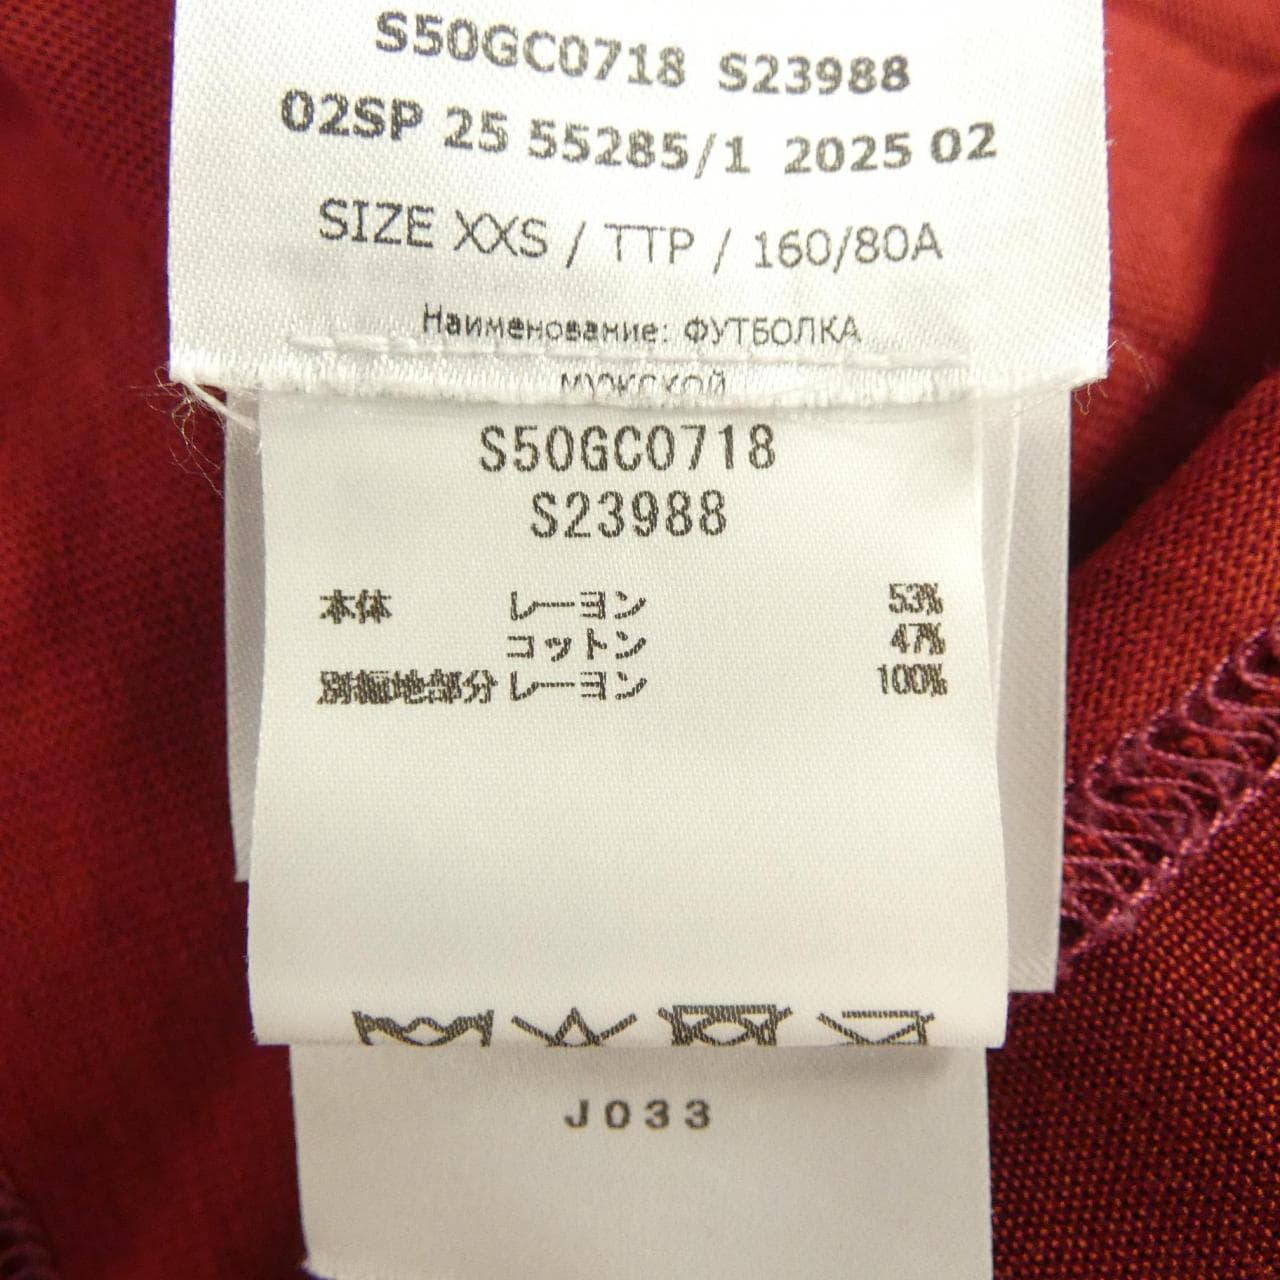 S50GC0718 S23988
02SP 25 55285/1 2025 02
SIZE XXS / TTP / 160/80A
Наименование: ФУТБОЛКА
мужской
S50GC0718
S23988
本体 レーヨン 53%
コットン 47%
別布地部分 レーヨン 100%
J033